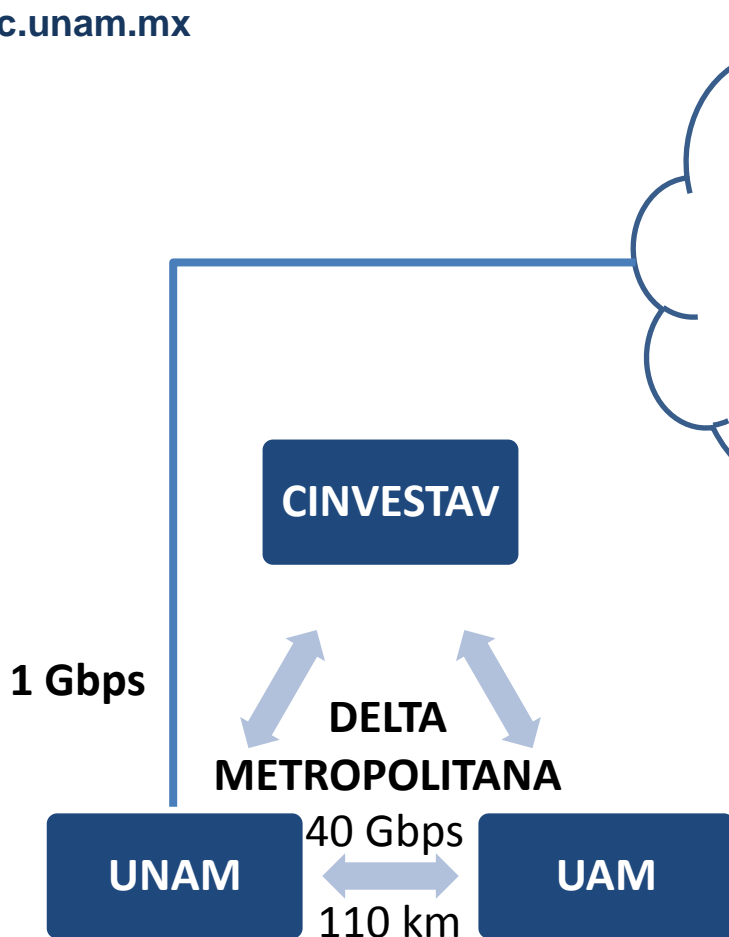 c.unam.mx
CINVESTAV
1 Gbps
DELTA
METROPOLITANA
40 Gbps
UNAM
UAM
110 km